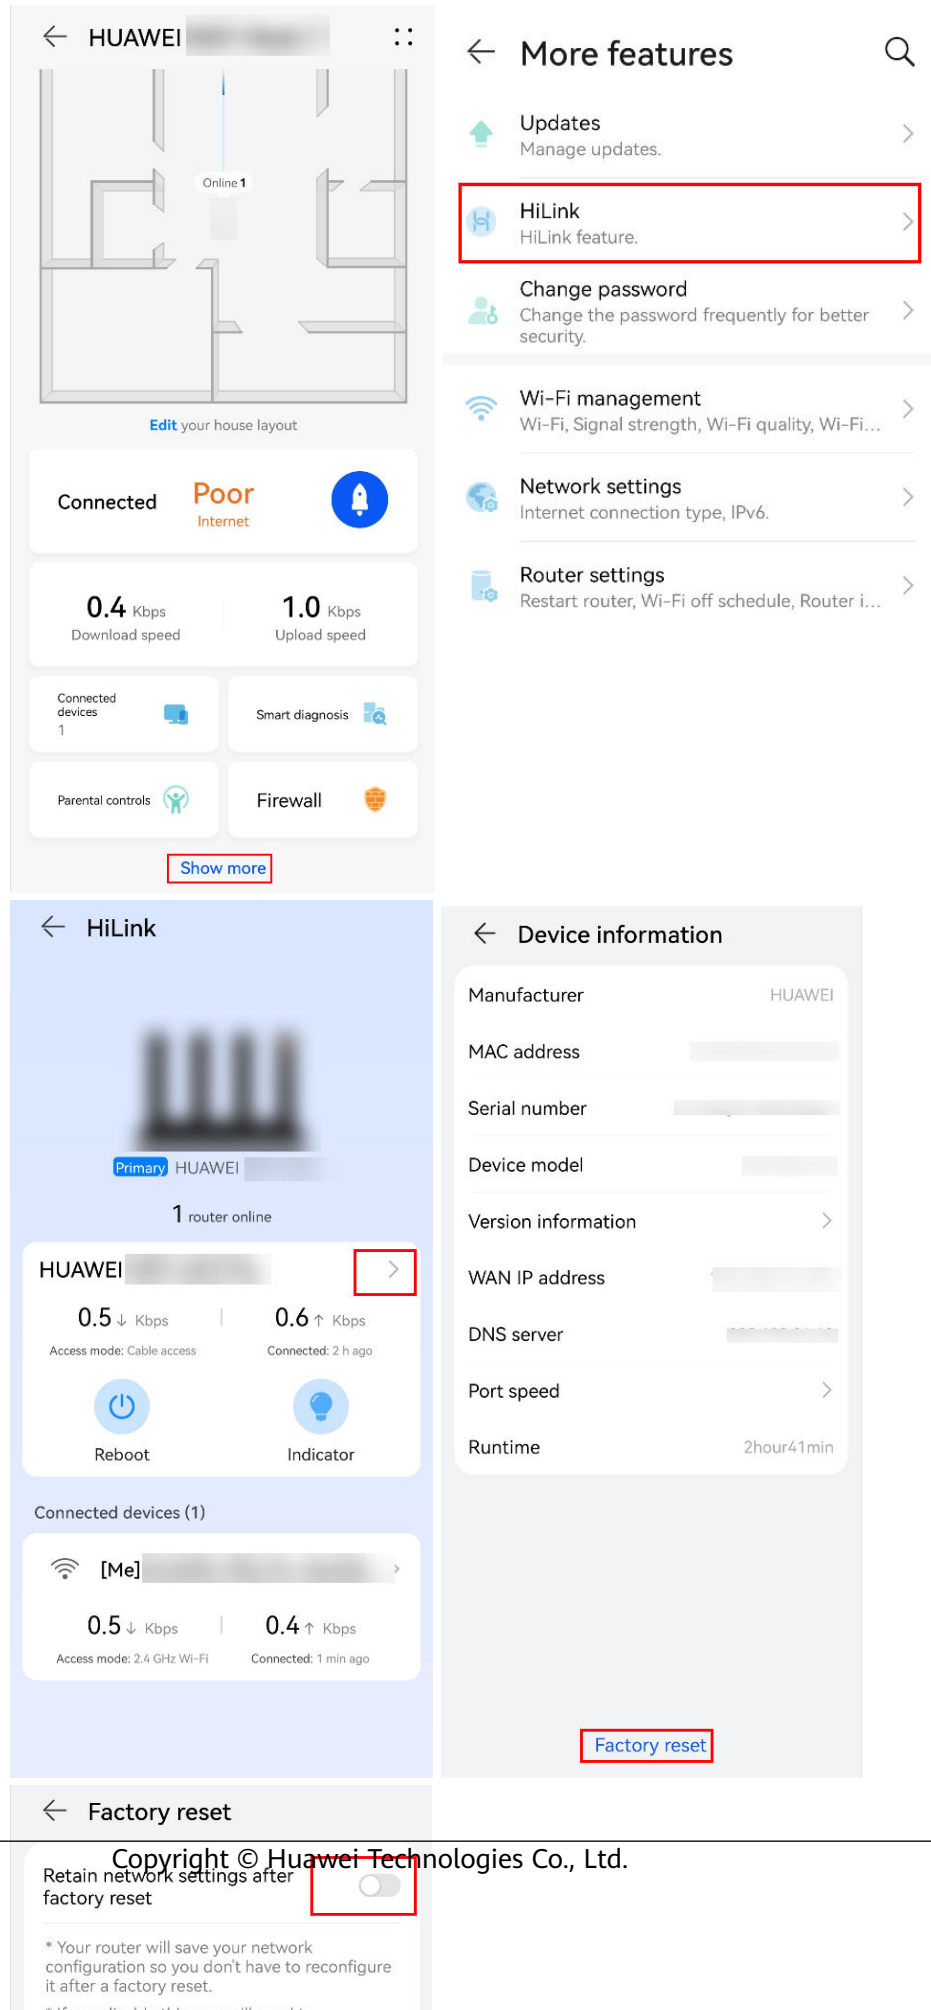 HUAWEI
Online 1
Edit your house layout
Connected
Poor
Internet
0.4 Kbps
Download speed
1.0 Kbps
Upload speed
Connected
devices
1
Smart diagnosis
Parental controls
Firewall
Show more
More features
Updates
Manage updates.
HiLink
HiLink feature.
Change password
Change the password frequently for better
security.
Wi-Fi management
Wi-Fi, Signal strength, Wi-Fi quality, Wi-Fi...
Network settings
Internet connection type, IPv6.
Router settings
Restart router, Wi-Fi off schedule, Router i...
HiLink
Primary HUAWEI
1 router online
HUAWEI
0.5 ↓ Kbps
0.6 ↑ Kbps
Access mode: Cable access
Connected: 2 h ago
Reboot
Indicator
Connected devices (1)
[Me]
0.5 ↓ Kbps
0.4 ↑ Kbps
Access mode: 2.4 GHz Wi-Fi
Connected: 1 min ago
Device information
Manufacturer HUAWEI
MAC address
Serial number
Device model
Version information
WAN IP address
DNS server
Port speed
Runtime 2hour41min
Factory reset
Factory reset
Copyright © Huawei Technologies Co., Ltd.
Retain network settings after
factory reset
* Your router will save your network
configuration so you don't have to reconfigure
it after a factory reset.